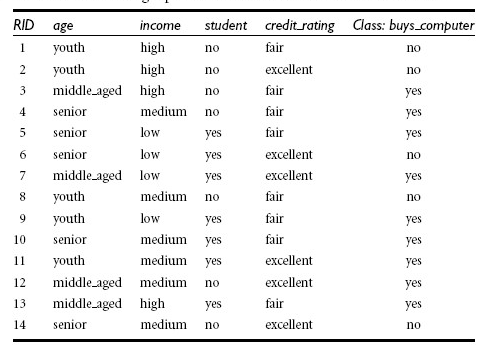 RID age income student credit_rating Class: buys_computer
1 youth high no fair no
2 youth high no excellent no
3 middle_aged high no fair yes
4 senior medium no fair yes
5 senior low yes fair yes
6 senior low yes excellent no
7 middle_aged low yes excellent yes
8 youth medium no fair no
9 youth low yes fair yes
10 senior medium yes fair yes
11 youth medium yes excellent yes
12 middle_aged medium no excellent yes
13 middle_aged high yes fair yes
14 senior medium no excellent no